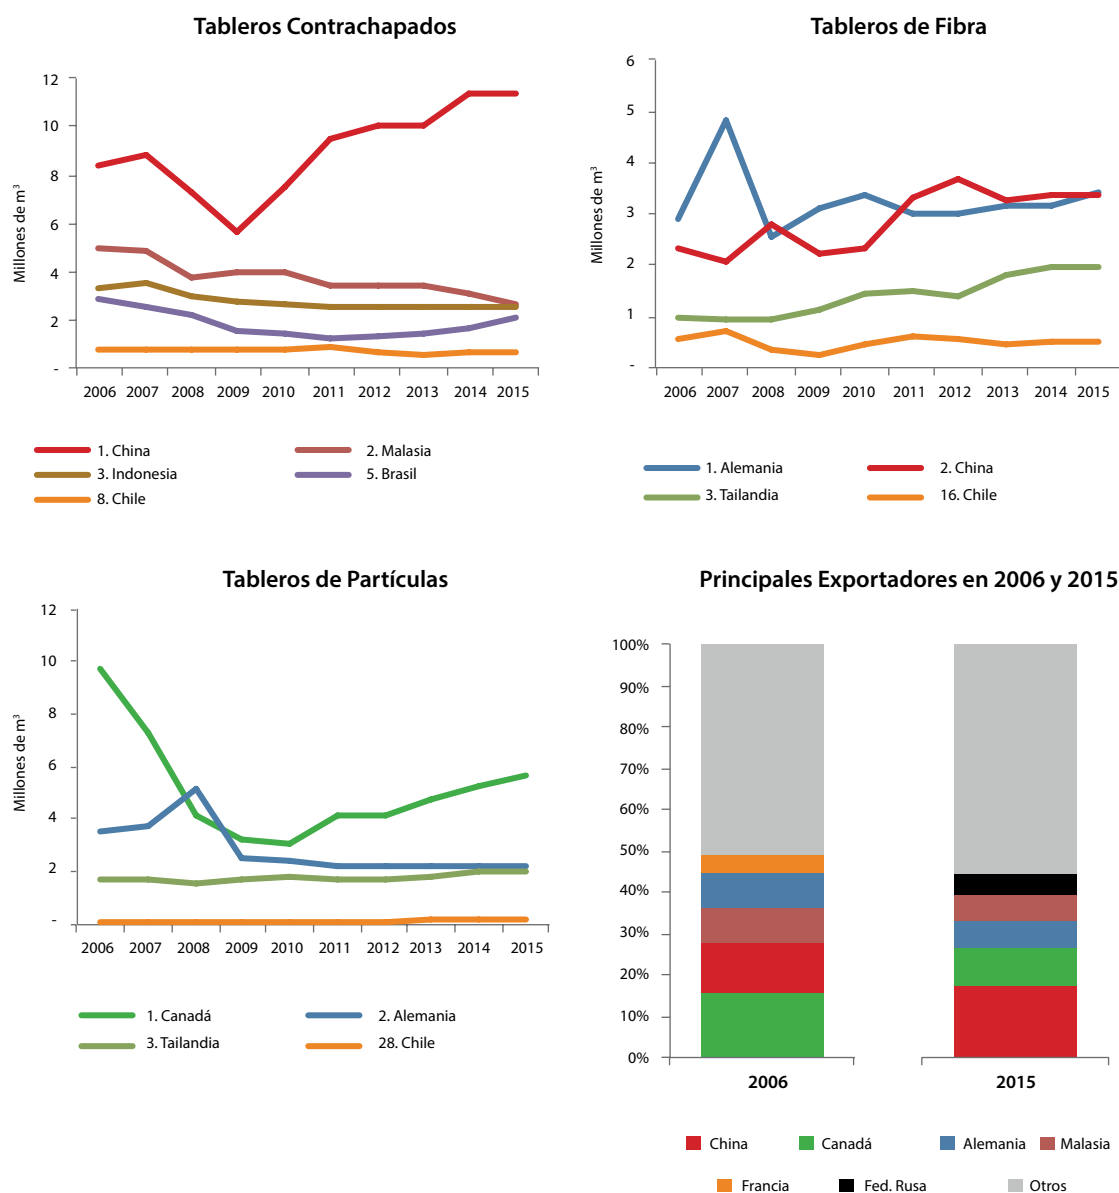 Tableros Contrachapados
Millones de m³
12
10
8
6
4
2
-
2006 2007 2008 2009 2010 2011 2012 2013 2014 2015
1. China
2. Malasia
3. Indonesia
5. Brasil
8. Chile
Tableros de Fibra
Millones de m³
6
5
4
3
2
1
-
2006 2007 2008 2009 2010 2011 2012 2013 2014 2015
1. Alemania
2. China
3. Tailandia
16. Chile
Tableros de Partículas
Millones de m³
12
10
8
6
4
2
-
2006 2007 2008 2009 2010 2011 2012 2013 2014 2015
1. Canadá
2. Alemania
3. Tailandia
28. Chile
Principales Exportadores en 2006 y 2015
100%
90%
80%
70%
60%
50%
40%
30%
20%
10%
0%
2006 2015
China Canadá Alemania Malasia
Francia Fed. Rusa Otros